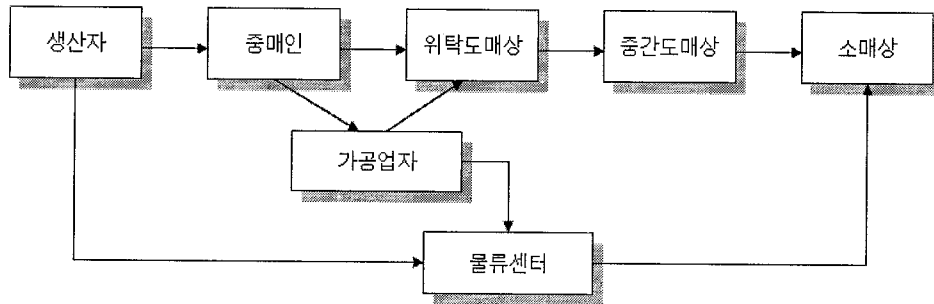 생산자
중매인
위탁도매상
중간도매상
소매상
가공업자
물류센터